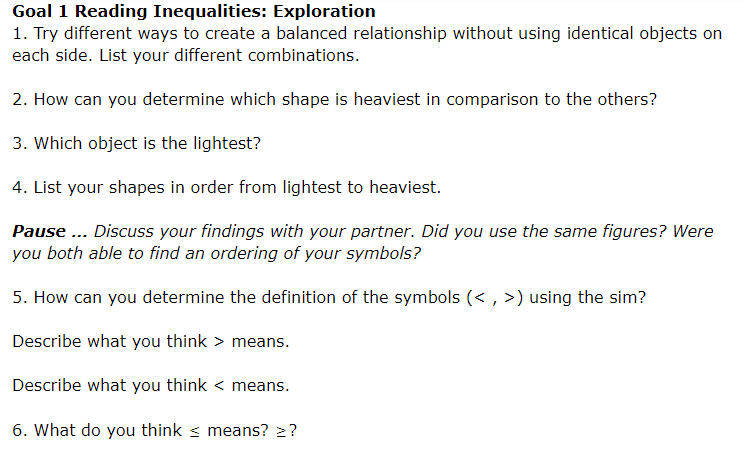 Goal 1 Reading Inequalities: Exploration
1. Try different ways to create a balanced relationship without using identical objects on
each side. List your different combinations.
2. How can you determine which shape is heaviest in comparison to the others?
3. Which object is the lightest?
4. List your shapes in order from lightest to heaviest.
Pause ... Discuss your findings with your partner. Did you use the same figures? Were
you both able to find an ordering of your symbols?
5. How can you determine the definition of the symbols (< , >) using the sim?
Describe what you think > means.
Describe what you think < means.
6. What do you think ≤ means? ≥?